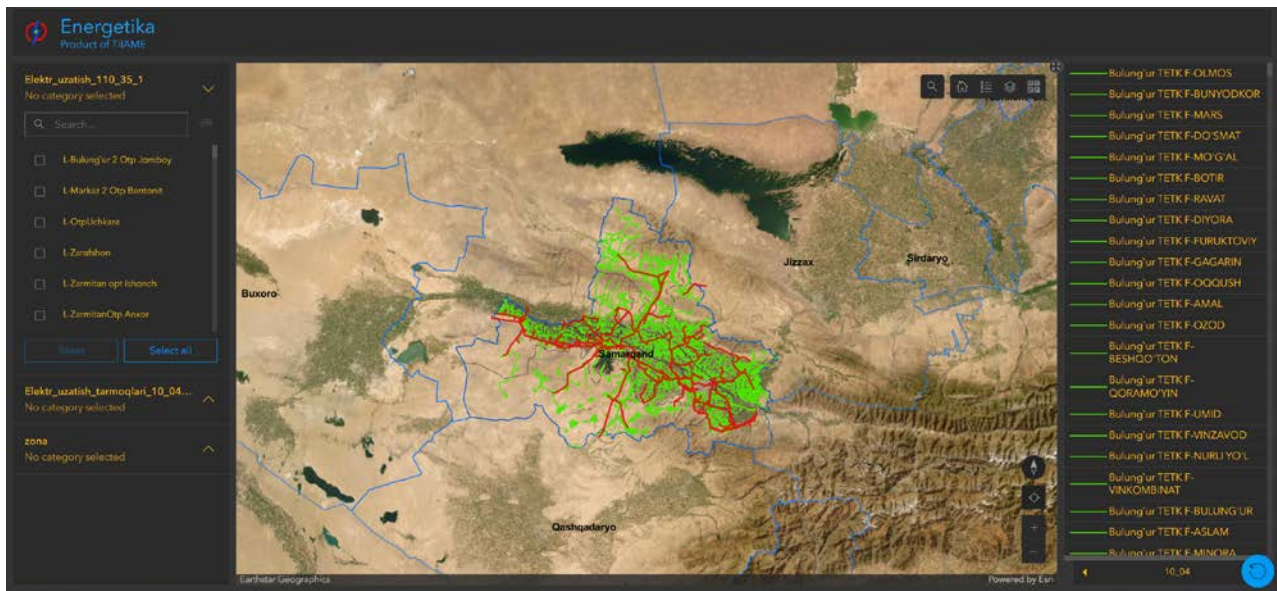 Energetika
Product of TIIAME
Elektr_uzatish_110_35_1
No category selected
Search...
L-Bulung'ur 2 Otp Jomboy
L-Markaz 2 Otp Bentonit
L-OtpUchkara
L-Zarafshon
L-Zarmitan opt Ishonch
L-ZarmitanOtp Anxor
Reset
Select all
Elektr_uzatish_tarmoqlari_10_04...
No category selected
zona
No category selected
Buxoro
Samarqand
Jizzax
Sirdaryo
Qashqadaryo
Earthstar Geographics
Powered by Esri
Bulung'ur TETK F-OLMOS
Bulung'ur TETK F-BUNYODKOR
Bulung'ur TETK F-MARS
Bulung'ur TETK F-DO'SMAT
Bulung'ur TETK F-MO'G'AL
Bulung'ur TETK F-BOTIR
Bulung'ur TETK F-RAVAT
Bulung'ur TETK F-DIYORA
Bulung'ur TETK F-FURUKTOVIY
Bulung'ur TETK F-GAGARIN
Bulung'ur TETK F-OQQUSH
Bulung'ur TETK F-AMAL
Bulung'ur TETK F-OZOD
Bulung'ur TETK F-
BESHQO'TON
Bulung'ur TETK F-
QORAMO'YIN
Bulung'ur TETK F-UMID
Bulung'ur TETK F-VINZAVOD
Bulung'ur TETK F-NURLI YO'L
Bulung'ur TETK F-
VINKOMBINAT
Bulung'ur TETK F-BULUNG'UR
Bulung'ur TETK F-ASLAM
Bulung'ur TETK F-MINORA
10_04